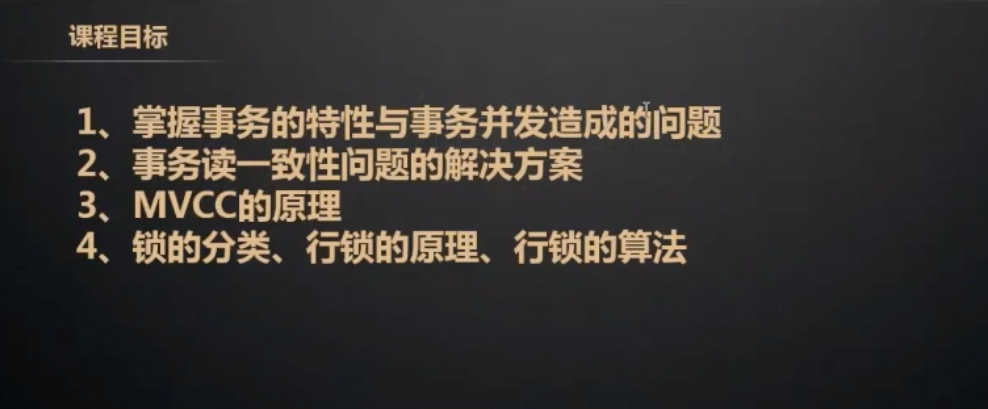 课程目标
1、掌握事务的特性与事务并发造成的问题
2、事务读一致性问题的解决方案
3、MVCC的原理
4、锁的分类、行锁的原理、行锁的算法